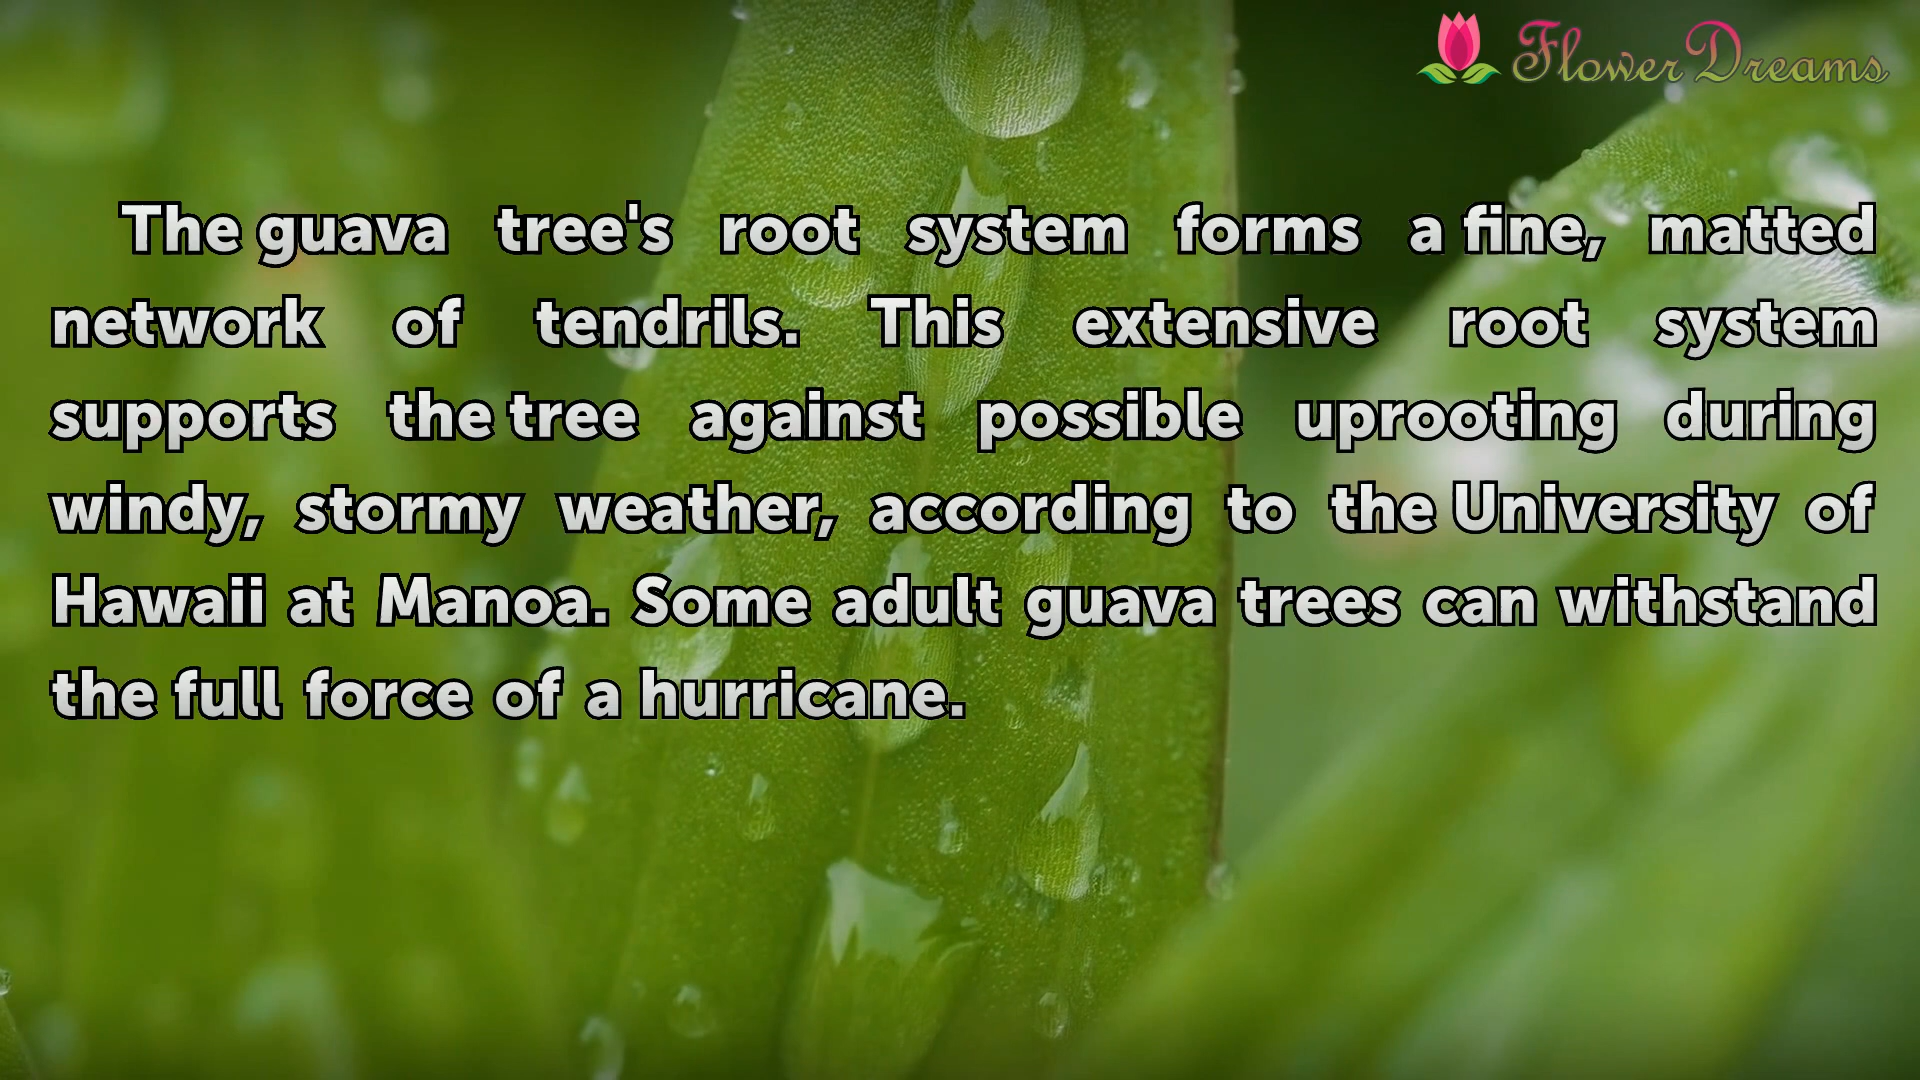 Flower Dreams
The guava tree's root system forms a fine, matted
network of tendrils. This extensive root system
supports the tree against possible uprooting during
windy, stormy weather, according to the University of
Hawaii at Manoa. Some adult guava trees can withstand
the full force of a hurricane.